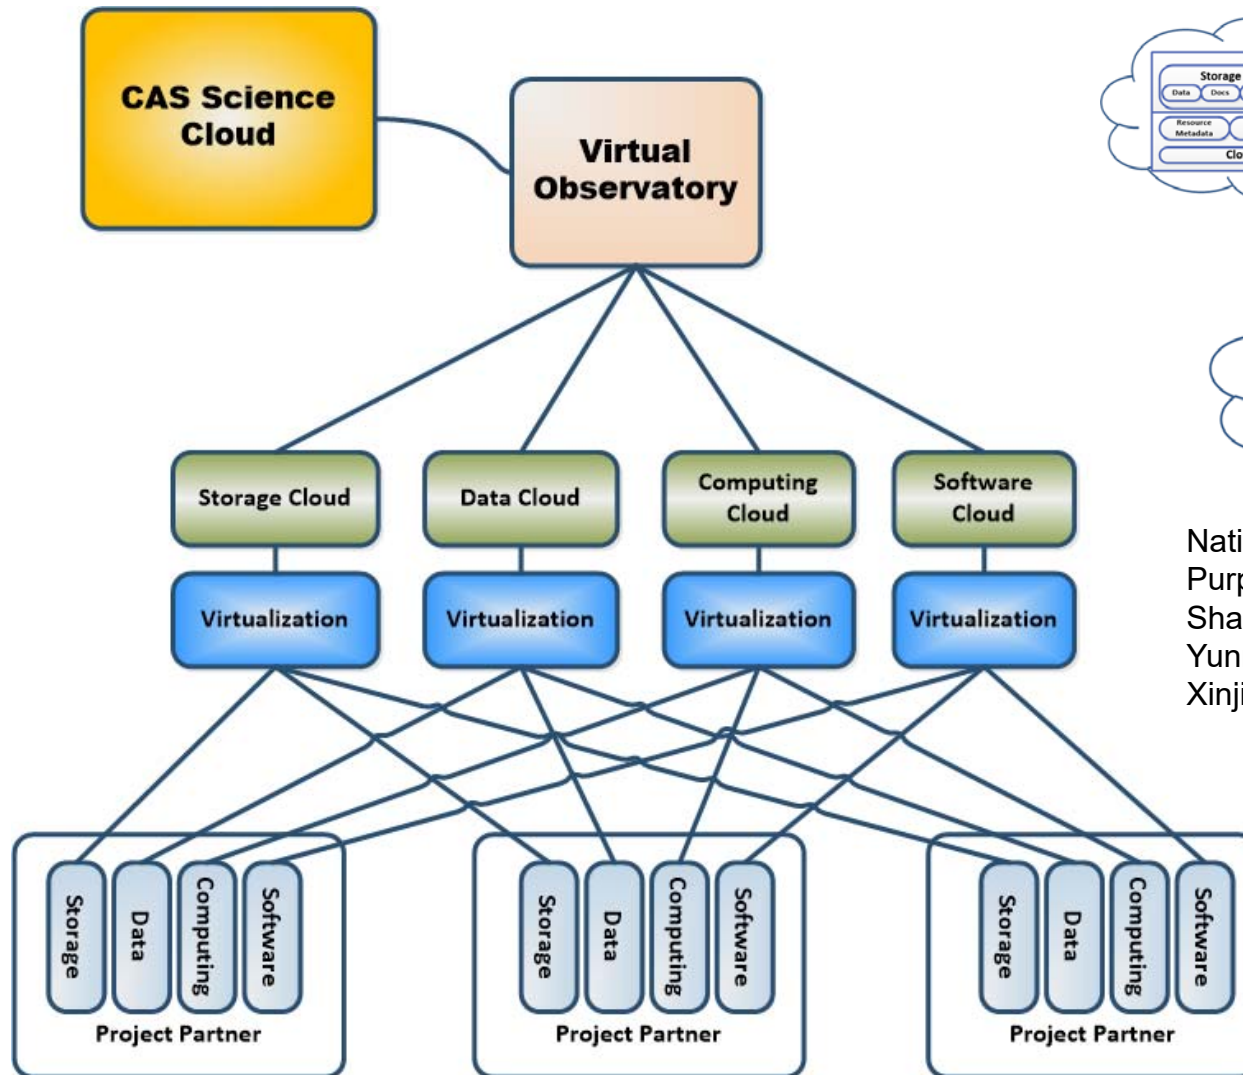 CAS Science
Cloud
Virtual
Observatory
Storage
Data Docs
Resource
Metadata
Storage Cloud
Data Cloud
Computing
Cloud
Software
Cloud
Virtualization
Virtualization
Virtualization
Virtualization
Storage
Data
Computing
Software
Project Partner
Storage
Data
Computing
Software
Project Partner
Storage
Data
Computing
Software
Project Partner